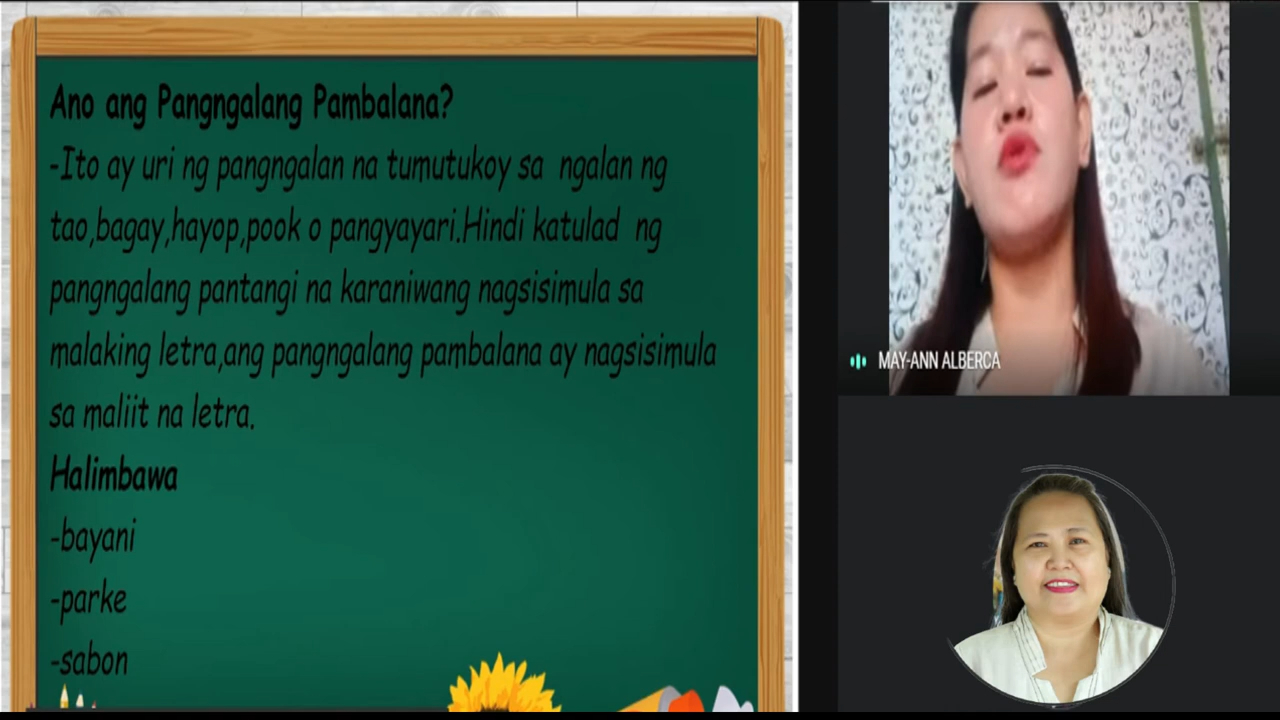 Ano ang Pangngalang Pambalana?
-Ito ay uri ng pangngalan na tumutukoy sa ngalan ng
tao,bagay,hayop,pook o pangyayari.Hindi katulad ng
pangngalang pantangi na karaniwang nagsisimula sa
malaking letra,ang pangngalang pambalana ay nagsisimula
sa maliit na letra.
Halimbawa
-bayani
-parke
-sabon
MAY-ANN ALBERCA